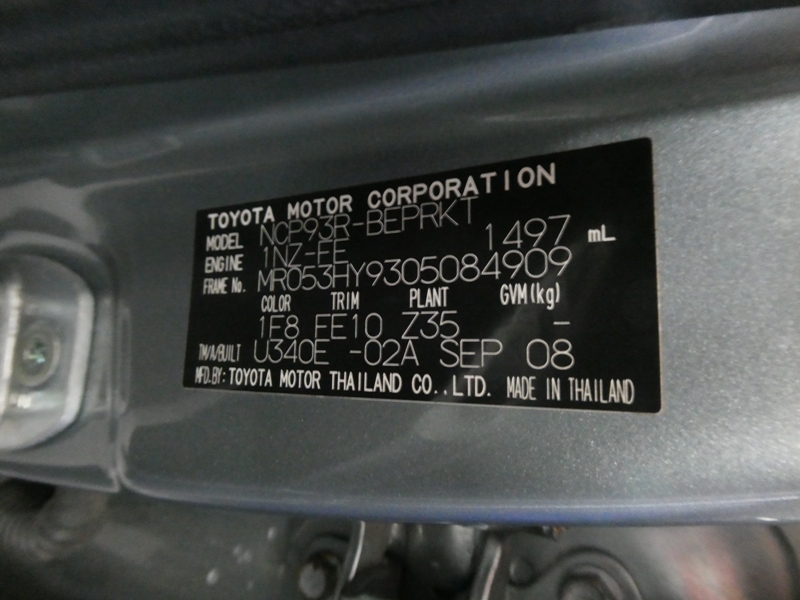 TOYOTA MOTOR CORPORATION
MODEL NCP93R-BEPRKT
ENGINE 1NZ-FE 1497 mL
FRAME No. MR053HY9305084909
COLOR TRIM PLANT GVM(kg)
1F8 FE10 Z35 -
TM/A/BUILT U340E -02A SEP 08
MFD.BY: TOYOTA MOTOR THAILAND CO.,LTD. MADE IN THAILAND